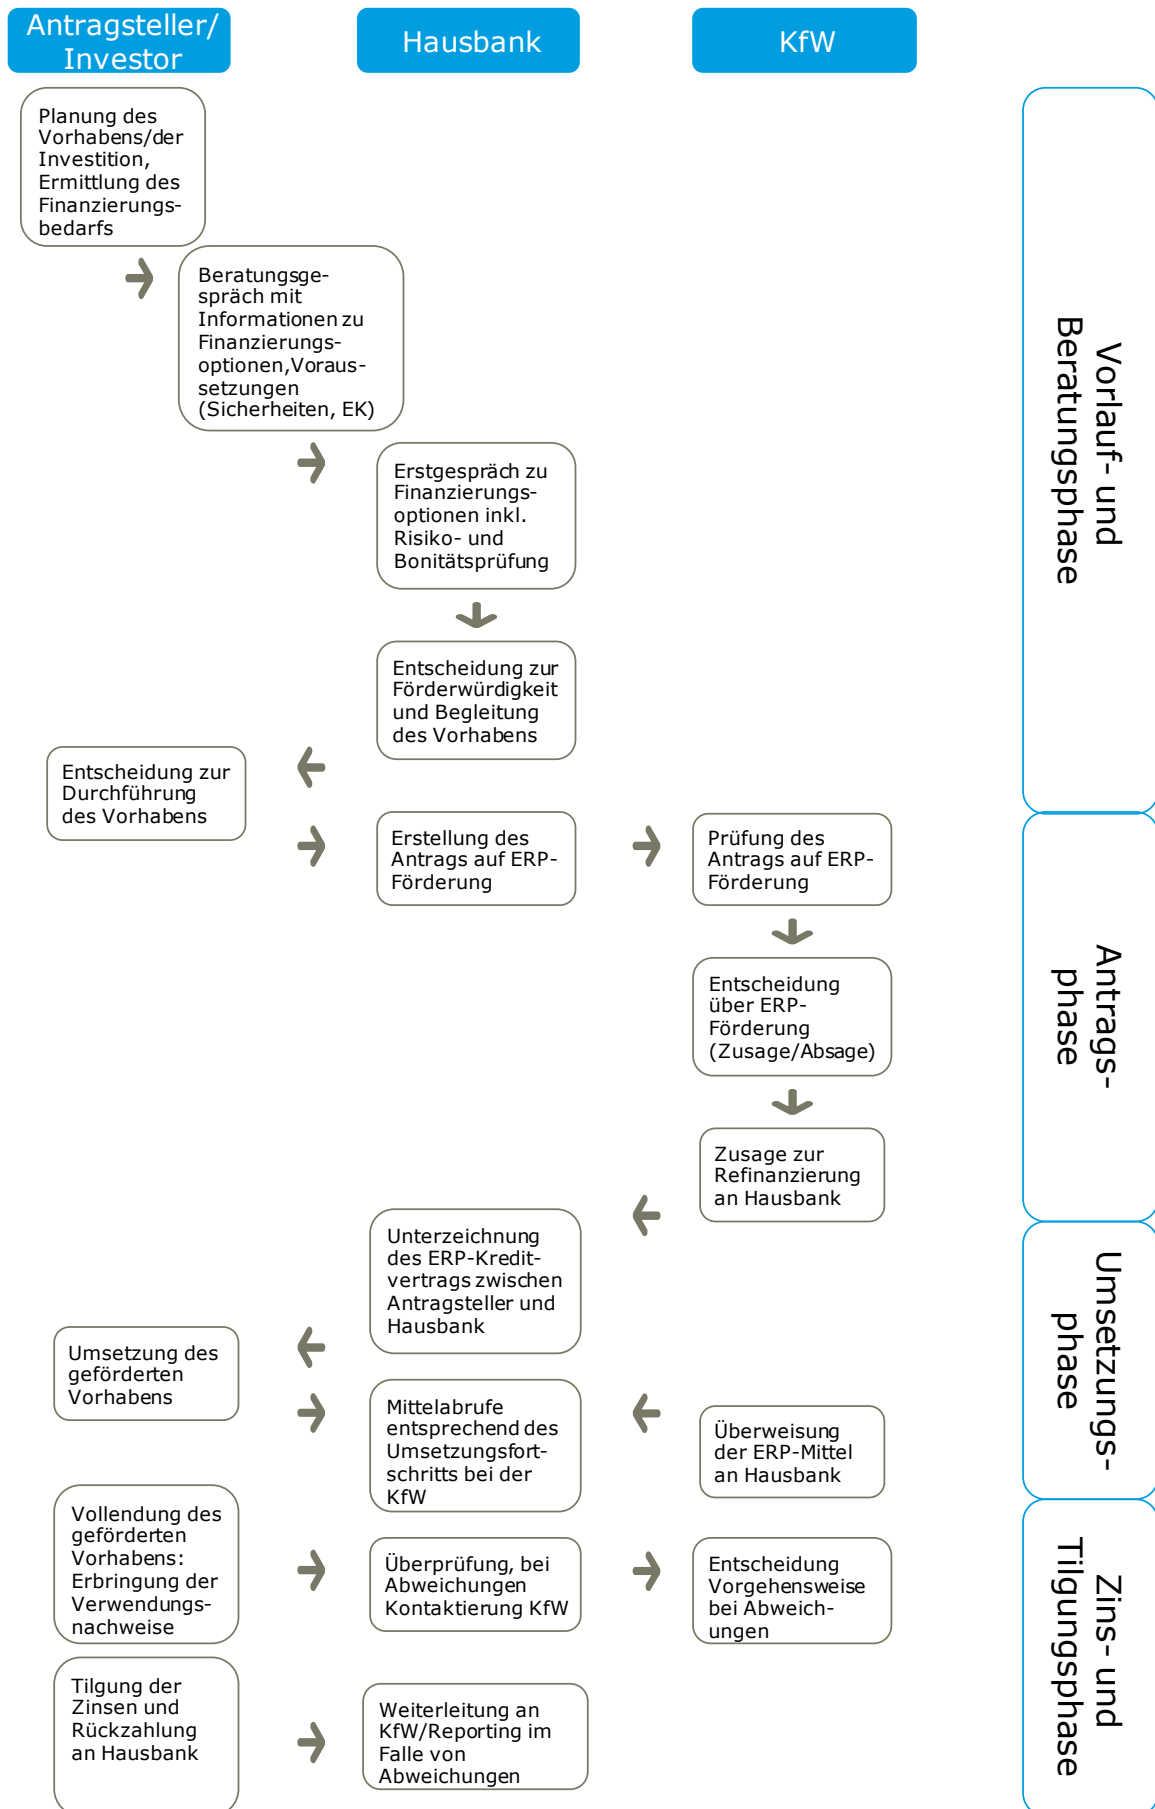 Antragsteller/
Investor
Hausbank
KfW
Planung des
Vorhabens/der
Investition,
Ermittlung des
Finanzierungs-
bedarfs
Beratungsge-
spräch mit
Informationen zu
Finanzierungs-
optionen,Voraus-
setzungen
(Sicherheiten, EK)
Erstgespräch zu
Finanzierungs-
optionen inkl.
Risiko- und
Bonitätsprüfung
Entscheidung zur
Förderwürdigkeit
und Begleitung
des Vorhabens
Entscheidung zur
Durchführung
des Vorhabens
Vorlauf- und
Beratungsphase
Erstellung des
Antrags auf ERP-
Förderung
Prüfung des
Antrags auf ERP-
Förderung
Entscheidung
über ERP-
Förderung
(Zusage/Absage)
Zusage zur
Refinanzierung
an Hausbank
Antrags-
phase
Unterzeichnung
des ERP-Kredit-
vertrags zwischen
Antragsteller und
Hausbank
Umsetzung des
geförderten
Vorhabens
Mittelabrufe
entsprechend des
Umsetzungsfort-
schritts bei der
KfW
Überweisung
der ERP-Mittel
an Hausbank
Umsetzungs-
phase
Vollendung des
geförderten
Vorhabens:
Erbringung der
Verwendungs-
nachweise
Überprüfung, bei
Abweichungen
Kontaktierung KfW
Entscheidung
Vorgehensweise
bei Abweich-
ungen
Tilgung der
Zinsen und
Rückzahlung
an Hausbank
Weiterleitung an
KfW/Reporting im
Falle von
Abweichungen
Zins- und
Tilgungsphase